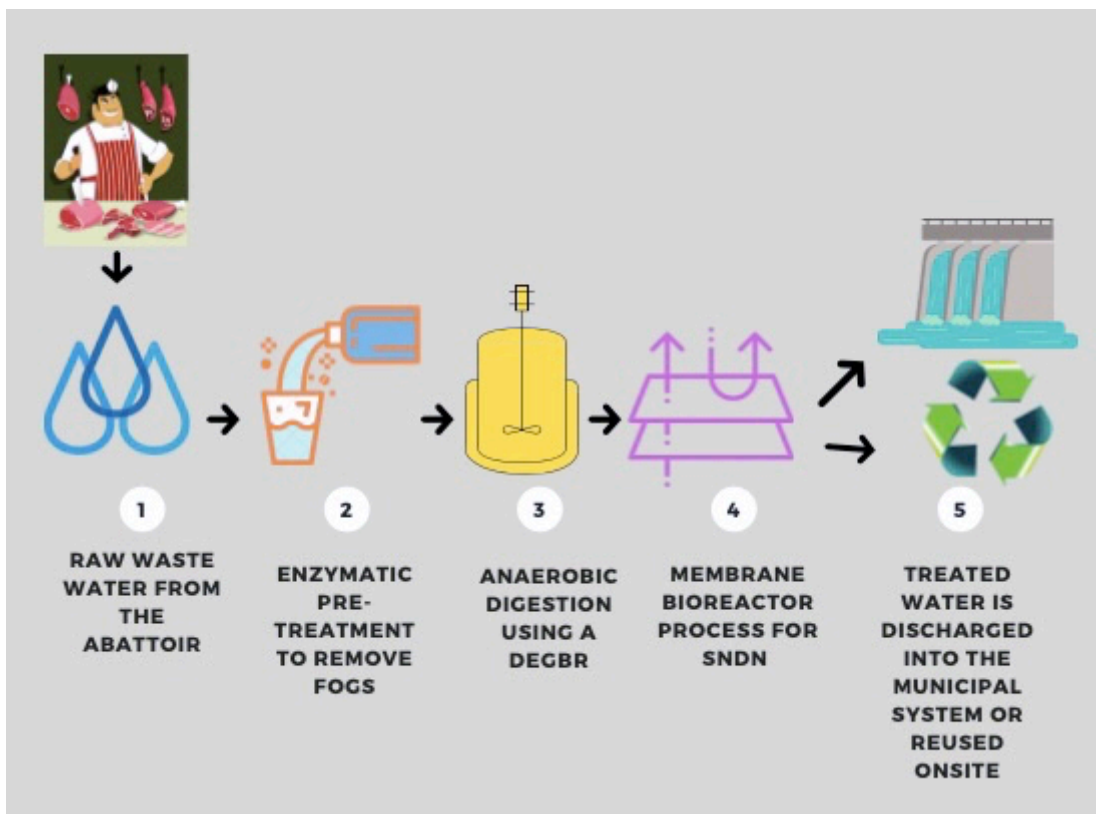 1
RAW WASTE
WATER FROM
THE
ABATTOIR
2
ENZYMATIC
PRE-
TREATMENT
TO REMOVE
FOGS
3
ANAEROBIC
DIGESTION
USING A
DEGBR
4
MEMBRANE
BIOREACTOR
PROCESS FOR
SNDN
5
TREATED
WATER IS
DISCHARGED
INTO THE
MUNICIPAL
SYSTEM OR
REUSED
ONSITE